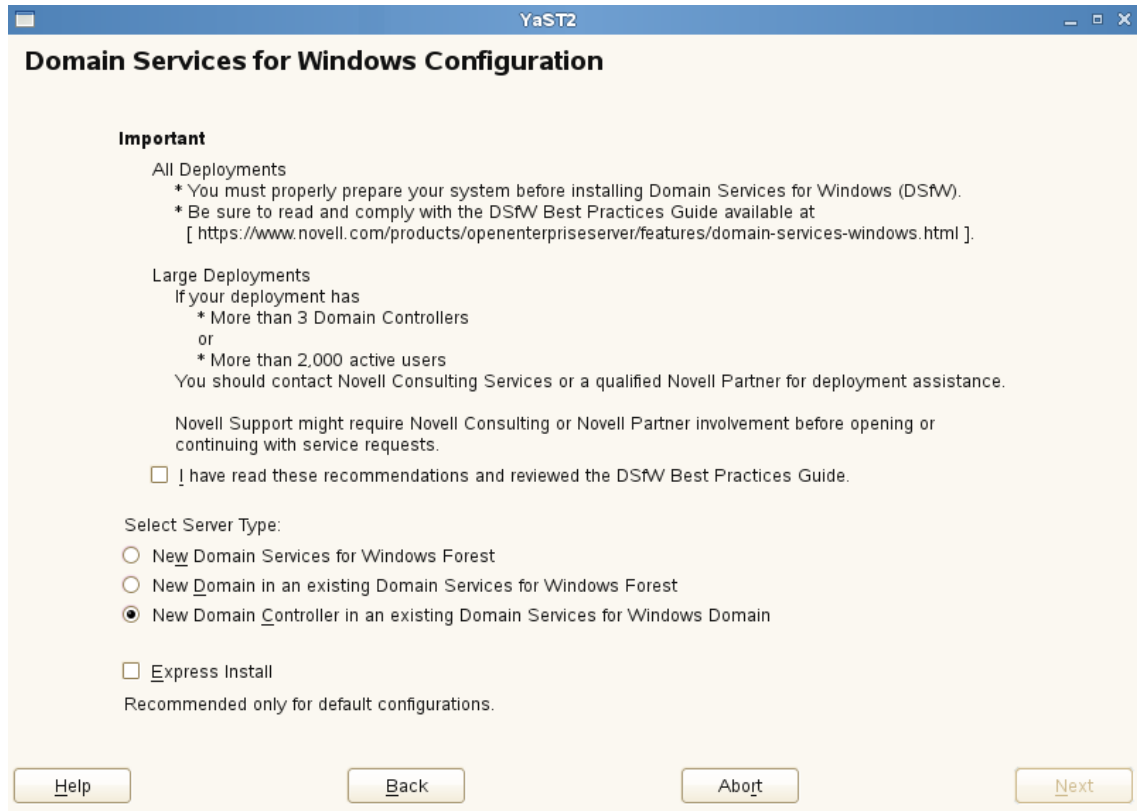 YaST2
Domain Services for Windows Configuration
Important
All Deployments
* You must properly prepare your system before installing Domain Services for Windows (DSfW).
* Be sure to read and comply with the DSfW Best Practices Guide available at
[ https://www.novell.com/products/openenterpriseserver/features/domain-services-windows.html ].
Large Deployments
If your deployment has
* More than 3 Domain Controllers
or
* More than 2,000 active users
You should contact Novell Consulting Services or a qualified Novell Partner for deployment assistance.
Novell Support might require Novell Consulting or Novell Partner involvement before opening or
continuing with service requests.
I have read these recommendations and reviewed the DSfW Best Practices Guide.
Select Server Type:
New Domain Services for Windows Forest
New Domain in an existing Domain Services for Windows Forest
New Domain Controller in an existing Domain Services for Windows Domain
Express Install
Recommended only for default configurations.
Help Back Abort Next